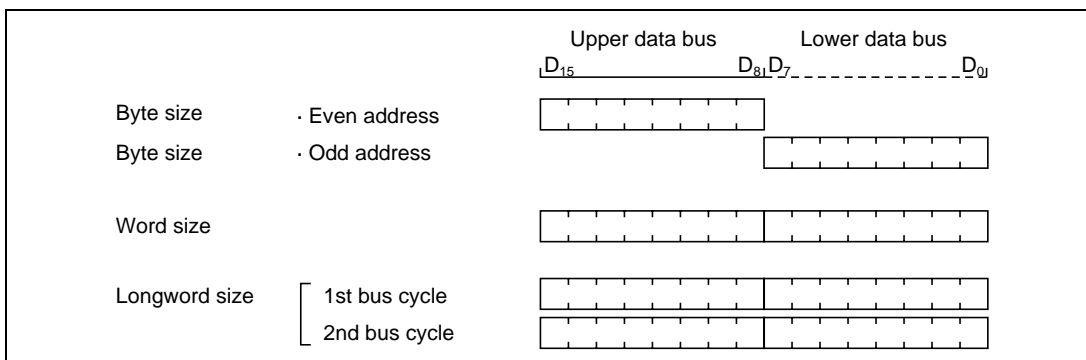 Upper data bus Lower data bus
D15 D8 D7 D0
Byte size · Even address
Byte size · Odd address
Word size
Longword size 1st bus cycle
2nd bus cycle